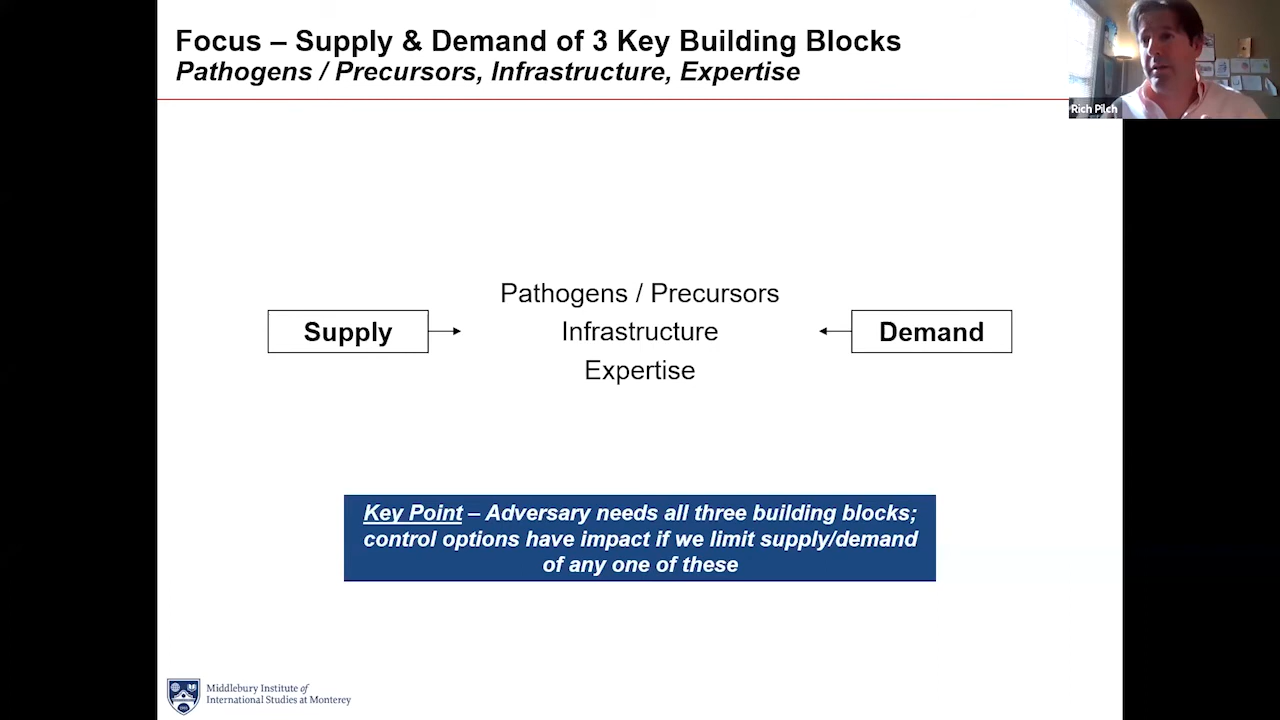 Focus – Supply & Demand of 3 Key Building Blocks
Pathogens / Precursors, Infrastructure, Expertise
Rich Pilch
Pathogens / Precursors
Supply
Infrastructure
Demand
Expertise
Key Point – Adversary needs all three building blocks;
control options have impact if we limit supply/demand
of any one of these
Middlebury Institute of
International Studies at Monterey